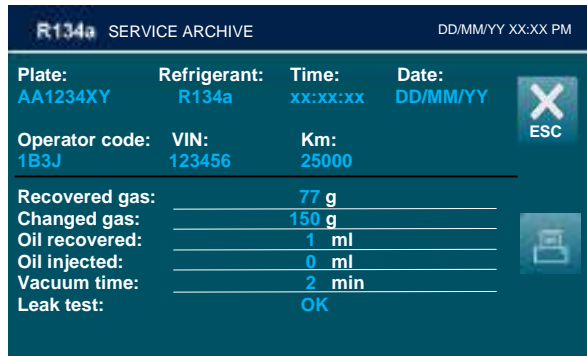 R134a SERVICE ARCHIVE DD/MM/YY XX:XX PM
Plate: Refrigerant: Time: Date:
AA1234XY R134a xx:xx:xx DD/MM/YY
ESC
Operator code: VIN: Km:
1B3J 123456 25000
Recovered gas: 77 g
Changed gas: 150 g
Oil recovered: 1 ml
Oil injected: 0 ml
Vacuum time: 2 min
Leak test: OK